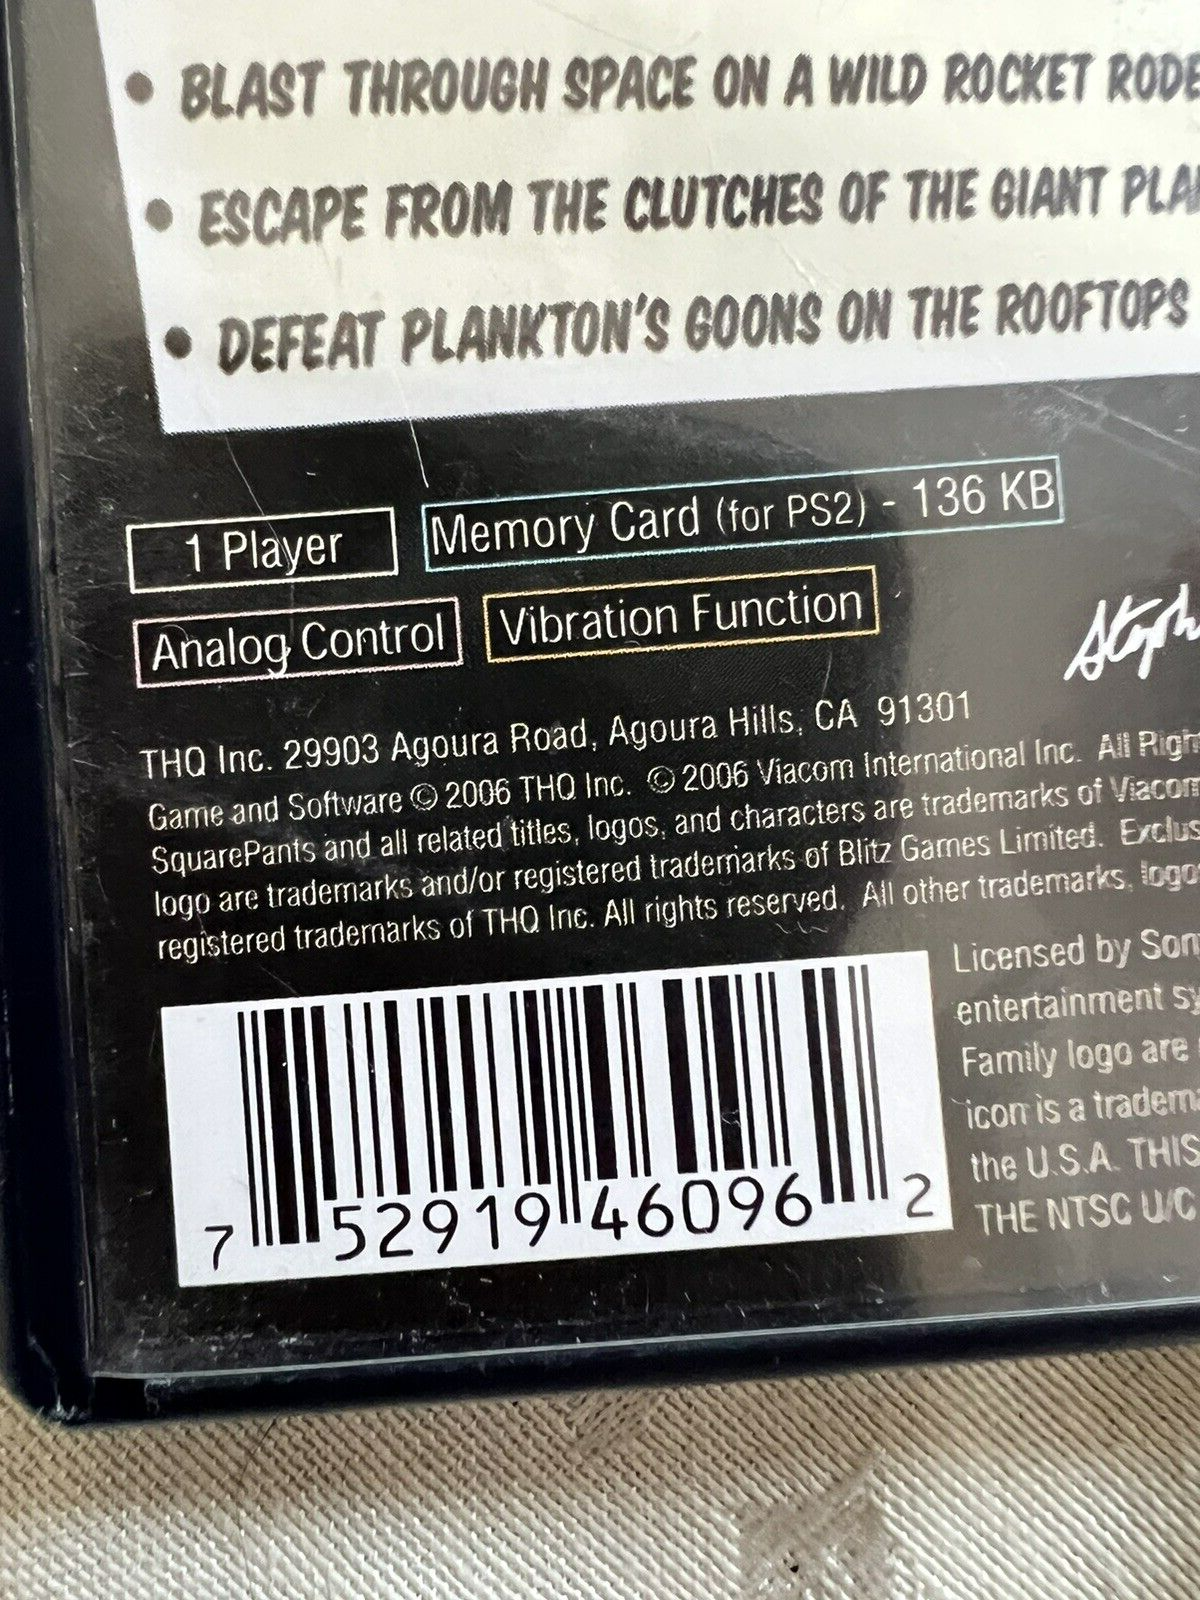 • BLAST THROUGH SPACE ON A WILD ROCKET RODE
• ESCAPE FROM THE CLUTCHES OF THE GIANT PLA
• DEFEAT PLANKTON'S GOONS ON THE ROOFTOPS
1 Player
Memory Card (for PS2) - 136 KB
Analog Control
Vibration Function
Steph
THQ Inc. 29903 Agoura Road, Agoura Hills, CA 91301
Game and Software © 2006 THQ Inc. © 2006 Viacom International Inc. All Righ
SquarePants and all related titles, logos, and characters are trademarks of Viacom
logo are trademarks and/or registered trademarks of Blitz Games Limited. Exclus
registered trademarks of THQ Inc. All rights reserved. All other trademarks, logo
Licensed by Son
entertainment sy
Family logo are
icon is a tradema
the U.S.A. THIS
THE NTSC U/C
7 52919 46096 2